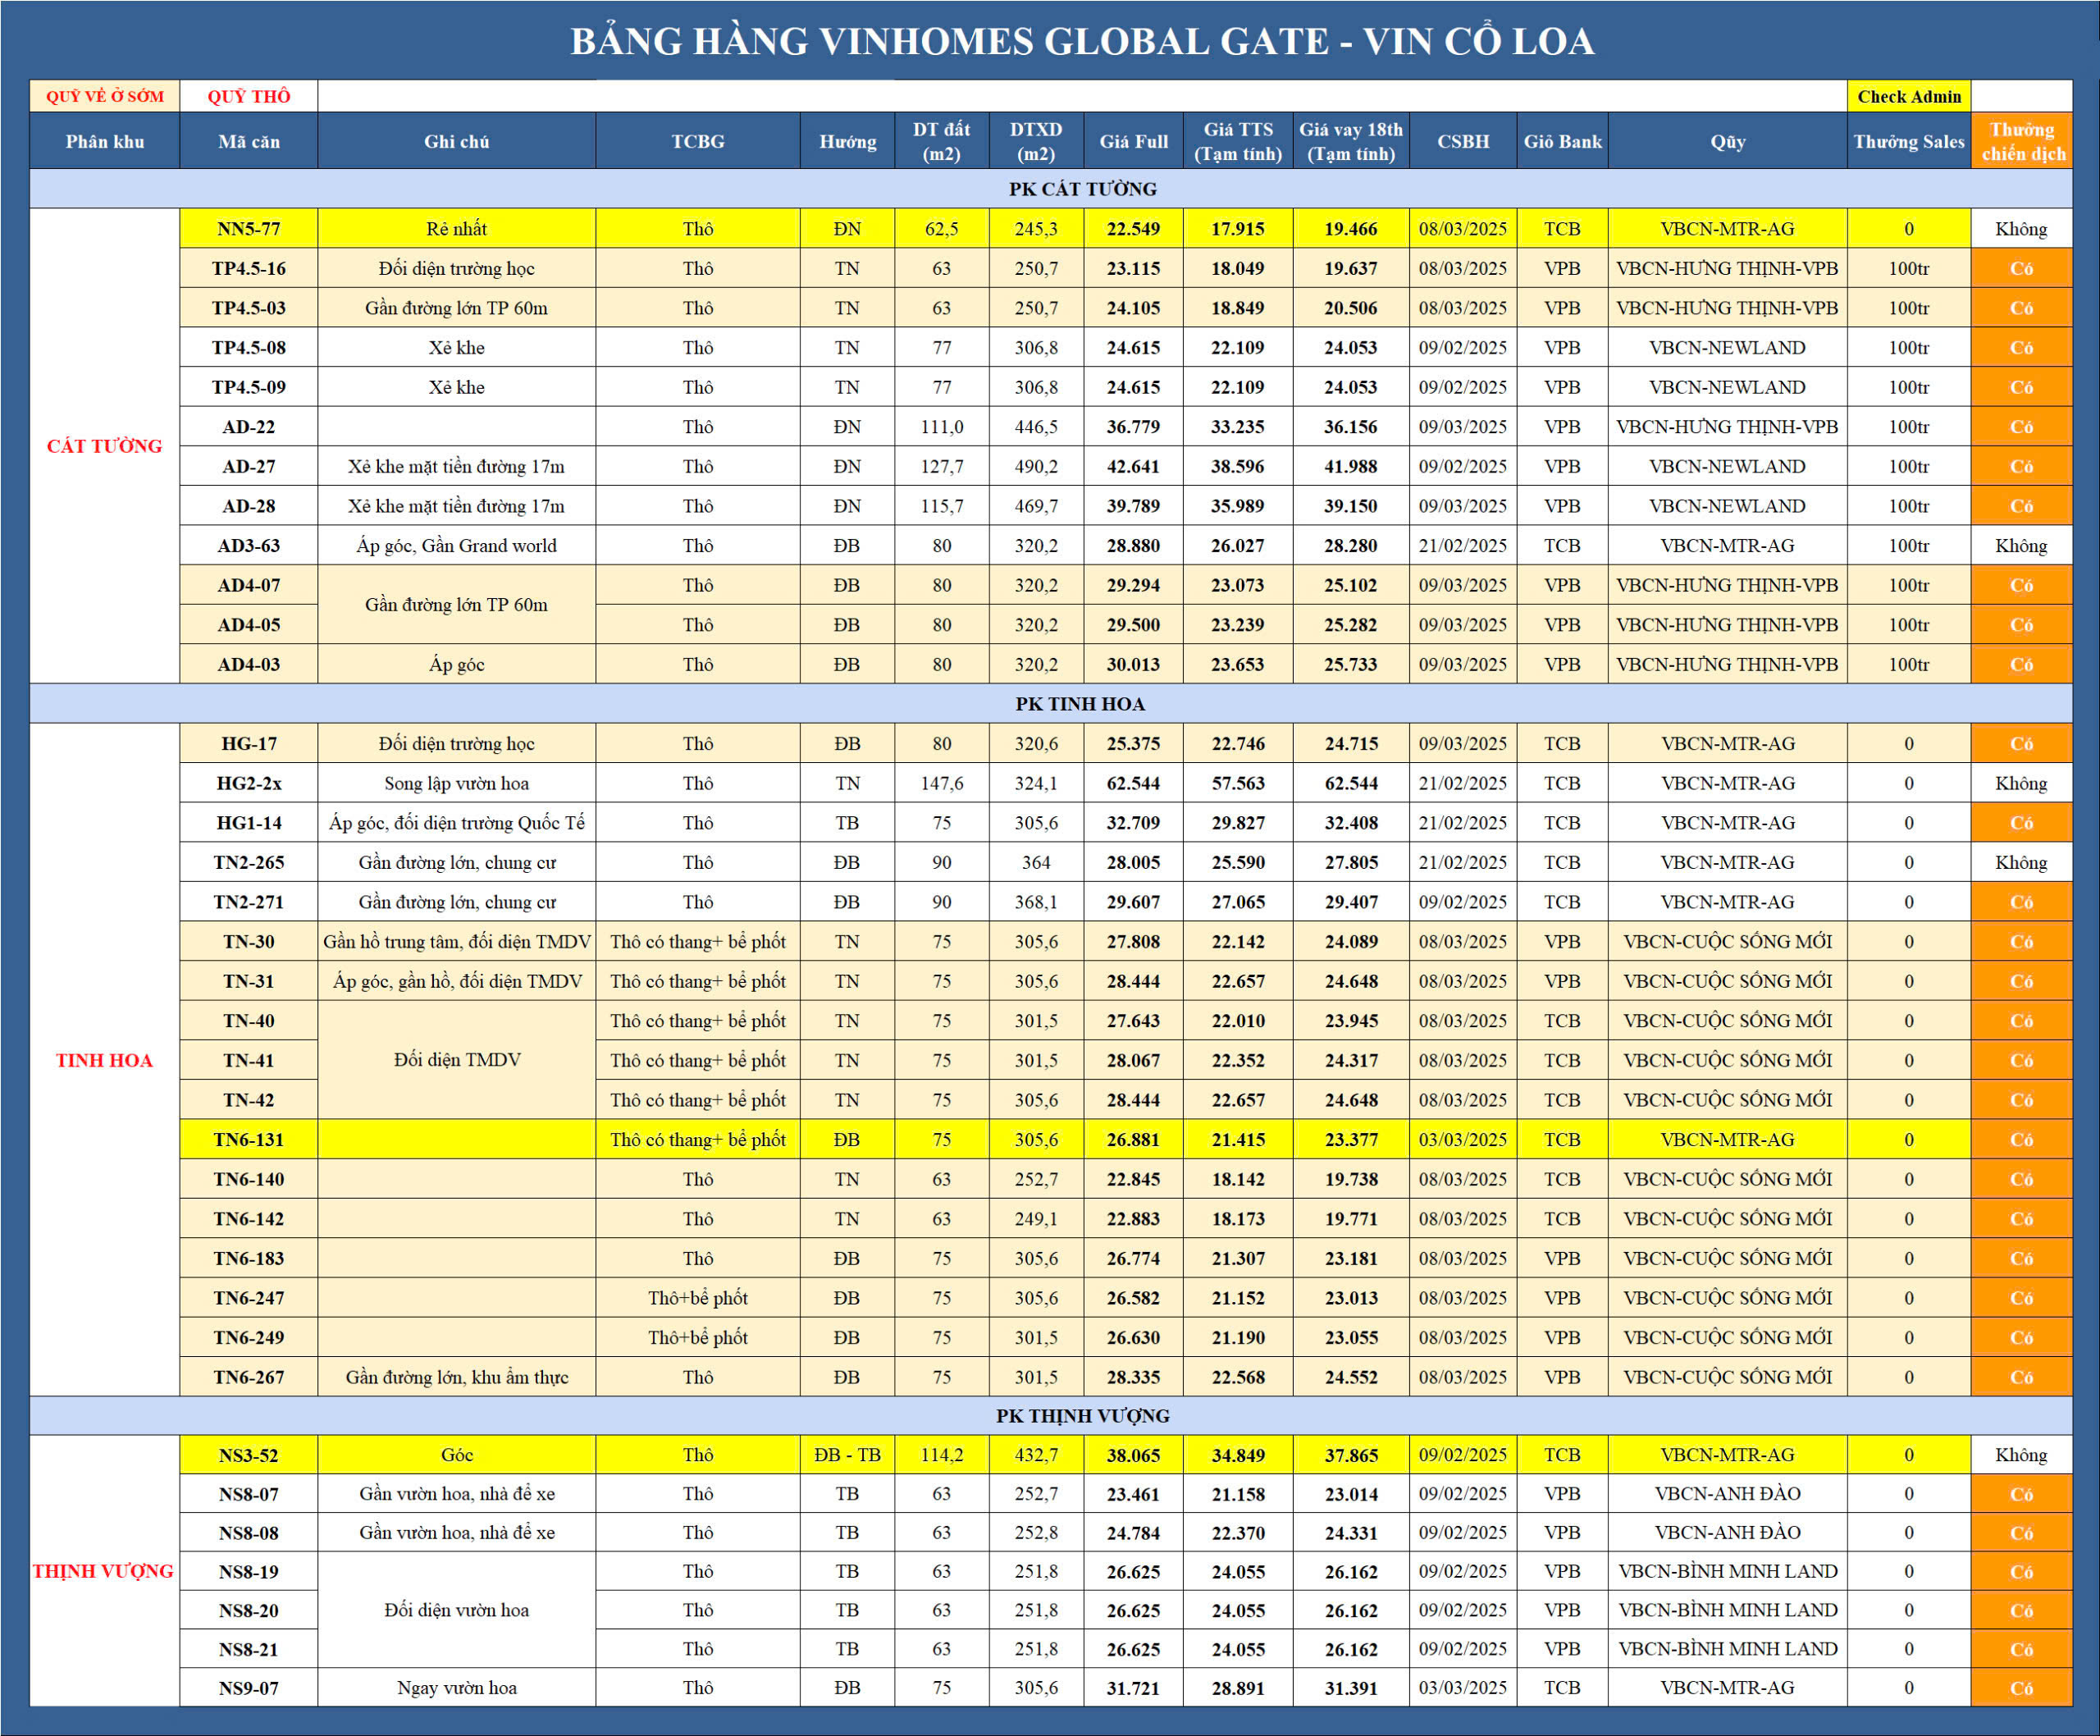 BẢNG HÀNG VINHOMES GLOBAL GATE - VIN CỔ LOA
QUỸ VỀ Ở SỚM QUỸ THÔ Check Admin
Phân khu Mã căn Ghi chú TCBG Hướng DT đất (m2) DTXD (m2) Giá Full Giá TTS (Tạm tính) Giá vay 18th (Tạm tính) CSBH Giỏ Bank Qũy Thưởng Sales Thưởng chiến dịch
PK CÁT TƯỜNG
CÁT TƯỜNG
NN5-77 Rẻ nhất Thô ĐN 62,5 245,3 22.549 17.915 19.466 08/03/2025 TCB VBCN-MTR-AG 0 Không
TP4.5-16 Đối diện trường học Thô TN 63 250,7 23.115 18.049 19.637 08/03/2025 VPB VBCN-HƯNG THỊNH-VPB 100tr Có
TP4.5-03 Gần đường lớn TP 60m Thô TN 63 250,7 24.105 18.849 20.506 08/03/2025 VPB VBCN-HƯNG THỊNH-VPB 100tr Có
TP4.5-08 Xẻ khe Thô TN 77 306,8 24.615 22.109 24.053 09/02/2025 VPB VBCN-NEWLAND 100tr Có
TP4.5-09 Xẻ khe Thô TN 77 306,8 24.615 22.109 24.053 09/02/2025 VPB VBCN-NEWLAND 100tr Có
AD-22 Thô ĐN 111,0 446,5 36.779 33.235 36.156 09/03/2025 VPB VBCN-HƯNG THỊNH-VPB 100tr Có
AD-27 Xẻ khe mặt tiền đường 17m Thô ĐN 127,7 490,2 42.641 38.596 41.988 09/02/2025 VPB VBCN-NEWLAND 100tr Có
AD-28 Xẻ khe mặt tiền đường 17m Thô ĐN 115,7 469,7 39.789 35.989 39.150 09/03/2025 VPB VBCN-NEWLAND 100tr Có
AD3-63 Áp góc, Gần Grand world Thô ĐB 80 320,2 28.880 26.027 28.280 21/02/2025 TCB VBCN-MTR-AG 100tr Không
AD4-07 Gần đường lớn TP 60m Thô ĐB 80 320,2 29.294 23.073 25.102 09/03/2025 VPB VBCN-HƯNG THỊNH-VPB 100tr Có
AD4-05 Thô ĐB 80 320,2 29.500 23.239 25.282 09/03/2025 VPB VBCN-HƯNG THỊNH-VPB 100tr Có
AD4-03 Áp góc Thô ĐB 80 320,2 30.013 23.653 25.733 09/03/2025 VPB VBCN-HƯNG THỊNH-VPB 100tr Có
PK TINH HOA
TINH HOA
HG-17 Đối diện trường học Thô ĐB 80 320,6 25.375 22.746 24.715 09/03/2025 TCB VBCN-MTR-AG 0 Có
HG2-2x Song lập vườn hoa Thô TN 147,6 324,1 62.544 57.563 62.544 21/02/2025 TCB VBCN-MTR-AG 0 Không
HG1-14 Áp góc, đối diện trường Quốc Tế Thô TB 75 305,6 32.709 29.827 32.408 21/02/2025 TCB VBCN-MTR-AG 0 Có
TN2-265 Gần đường lớn, chung cư Thô ĐB 90 364 28.005 25.590 27.805 21/02/2025 TCB VBCN-MTR-AG 0 Không
TN2-271 Gần đường lớn, chung cư Thô ĐB 90 368,1 29.607 27.065 29.407 09/02/2025 TCB VBCN-MTR-AG 0 Có
TN-30 Gần hồ trung tâm, đối diện TMDV Thô có thang+ bể phốt TN 75 305,6 27.808 22.142 24.089 08/03/2025 VPB VBCN-CUỘC SỐNG MỚI 0 Có
TN-31 Áp góc, gần hồ, đối diện TMDV Thô có thang+ bể phốt TN 75 305,6 28.444 22.657 24.648 08/03/2025 VPB VBCN-CUỘC SỐNG MỚI 0 Có
TN-40 Thô có thang+ bể phốt TN 75 301,5 27.643 22.010 23.945 08/03/2025 TCB VBCN-CUỘC SỐNG MỚI 0 Có
TN-41 Đối diện TMDV Thô có thang+ bể phốt TN 75 301,5 28.067 22.352 24.317 08/03/2025 TCB VBCN-CUỘC SỐNG MỚI 0 Có
TN-42 Thô có thang+ bể phốt TN 75 305,6 28.444 22.657 24.648 08/03/2025 TCB VBCN-CUỘC SỐNG MỚI 0 Có
TN6-131 Thô có thang+ bể phốt ĐB 75 305,6 26.881 21.415 23.377 03/03/2025 TCB VBCN-MTR-AG 0 Có
TN6-140 Thô TN 63 252,7 22.845 18.142 19.738 08/03/2025 TCB VBCN-CUỘC SỐNG MỚI 0 Có
TN6-142 Thô TN 63 249,1 22.883 18.173 19.771 08/03/2025 TCB VBCN-CUỘC SỐNG MỚI 0 Có
TN6-183 Thô ĐB 75 305,6 26.774 21.307 23.181 08/03/2025 VPB VBCN-CUỘC SỐNG MỚI 0 Có
TN6-247 Thô+bể phốt ĐB 75 305,6 26.582 21.152 23.013 08/03/2025 VPB VBCN-CUỘC SỐNG MỚI 0 Có
TN6-249 Thô+bể phốt ĐB 75 301,5 26.630 21.190 23.055 08/03/2025 VPB VBCN-CUỘC SỐNG MỚI 0 Có
TN6-267 Gần đường lớn, khu ẩm thực Thô ĐB 75 301,5 28.335 22.568 24.552 08/03/2025 VPB VBCN-CUỘC SỐNG MỚI 0 Có
PK THỊNH VƯỢNG
THỊNH VƯỢNG
NS3-52 Góc Thô ĐB - TB 114,2 432,7 38.065 34.849 37.865 09/02/2025 TCB VBCN-MTR-AG 0 Không
NS8-07 Gần vườn hoa, nhà để xe Thô TB 63 252,7 23.461 21.158 23.014 09/02/2025 VPB VBCN-ANH ĐÀO 0 Có
NS8-08 Gần vườn hoa, nhà để xe Thô TB 63 252,8 24.784 22.370 24.331 09/02/2025 VPB VBCN-ANH ĐÀO 0 Có
NS8-19 Thô TB 63 251,8 26.625 24.055 26.162 09/02/2025 VPB VBCN-BÌNH MINH LAND 0 Có
NS8-20 Đối diện vườn hoa Thô TB 63 251,8 26.625 24.055 26.162 09/02/2025 VPB VBCN-BÌNH MINH LAND 0 Có
NS8-21 Thô TB 63 251,8 26.625 24.055 26.162 09/02/2025 VPB VBCN-BÌNH MINH LAND 0 Có
NS9-07 Ngay vườn hoa Thô ĐB 75 305,6 31.721 28.891 31.391 03/03/2025 TCB VBCN-MTR-AG 0 Có